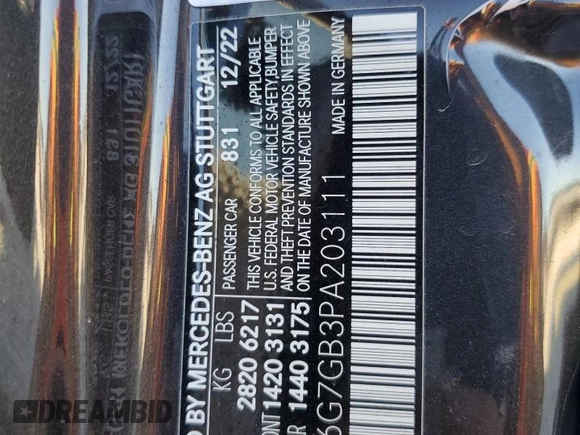 D BY MERCEDES-BENZ AG STUTTGART
KG LBS PASSENGER CAR 831 12/22
2820 6217
1420 3131
1440 3175
THIS VEHICLE CONFORMS TO ALL APPLICABLE
U.S. FEDERAL MOTOR VEHICLE SAFETY, BUMPER
AND THEFT PREVENTION STANDARDS IN EFFECT
ON THE DATE OF MANUFACTURE SHOWN ABOVE
6G7GB3PA203111
MADE IN GERMANY
DREAMBID